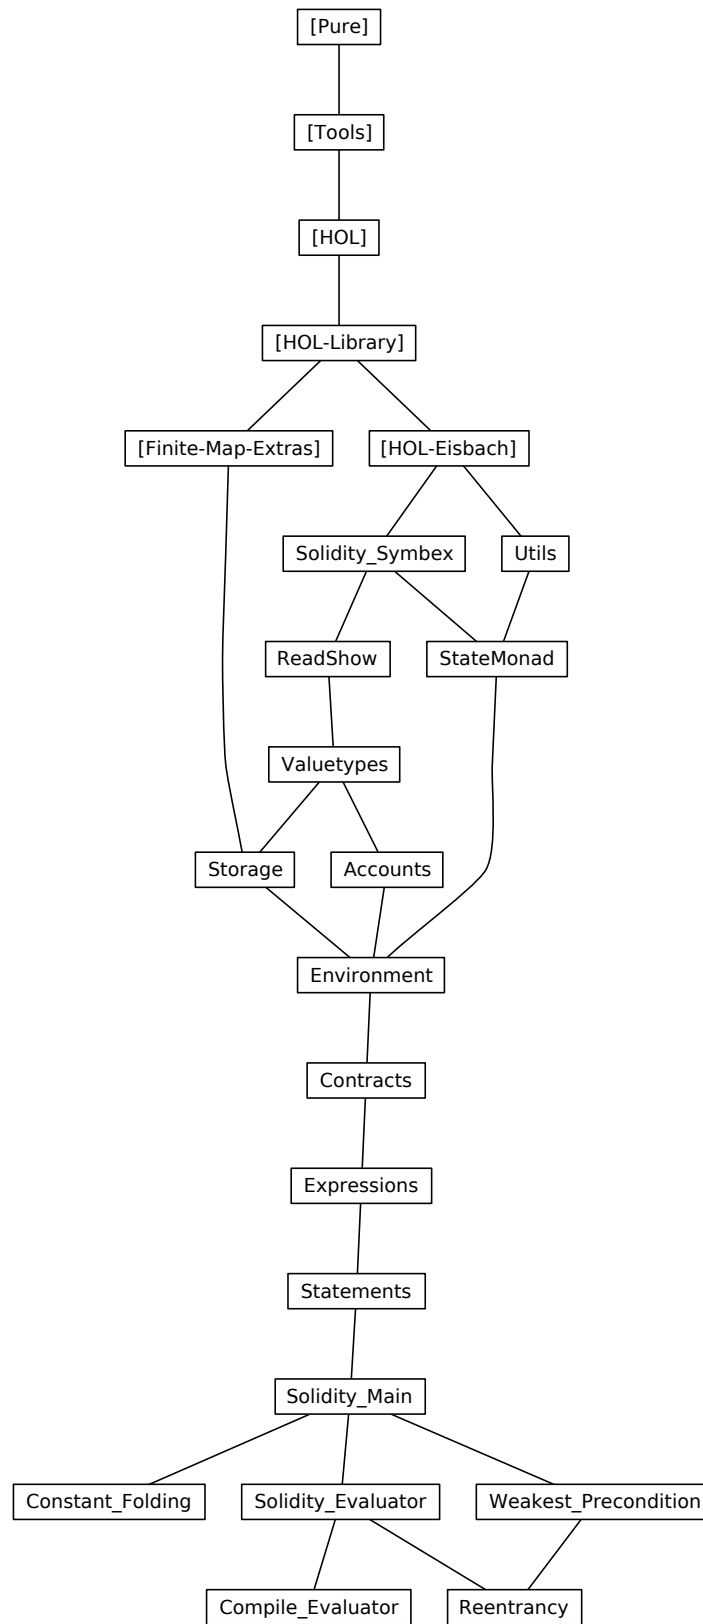 [Pure]
[Tools]
[HOL]
[HOL-Library]
[Finite-Map-Extras]
[HOL-Eisbach]
Solidity_Symbex
Utils
ReadShow
StateMonad
Valuetypes
Storage
Accounts
Environment
Contracts
Expressions
Statements
Solidity_Main
Constant_Folding
Solidity_Evaluator
Weakest_Precondition
Compile_Evaluator
Reentrancy